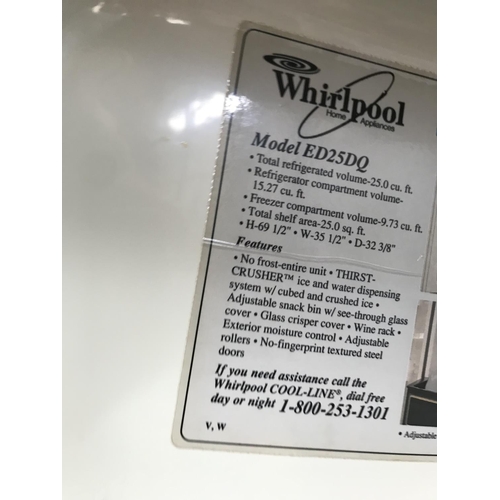 Whirlpool
Home Appliances
Model ED25DQ
• Total refrigerated volume-25.0 cu. ft.
• Refrigerator compartment volume-
15.27 cu. ft.
• Freezer compartment volume-9.73 cu. ft.
• Total shelf area-25.0 sq. ft.
• H-69 1/2" • W-35 1/2" • D-32 3/8"
Features
• No frost-entire unit • THIRST-
CRUSHER™ ice and water dispensing
system w/ cubed and crushed ice •
Adjustable snack bin w/ see-through glass
cover • Glass crisper cover • Wine rack •
Exterior moisture control • Adjustable
rollers • No-fingerprint textured steel
doors
If you need assistance call the
Whirlpool COOL-LINE®, dial free
day or night 1-800-253-1301
V, W
• Adjustable